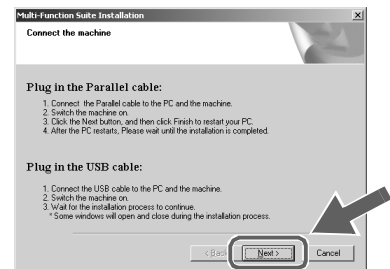 Multi-Function Suite Installation
Connect the machine
Plug in the Parallel cable:
1. Connect the Parallel cable to the PC and the machine.
2. Switch the machine on.
3. Click the Next button, and then click Finish to restart your PC.
4. After the PC restarts, Please wait until the installation is completed.
Plug in the USB cable:
1. Connect the USB cable to the PC and the machine.
2. Switch the machine on.
3. Wait for the installation process to continue.
* Some windows will open and close during the installation process.
< Back Next > Cancel